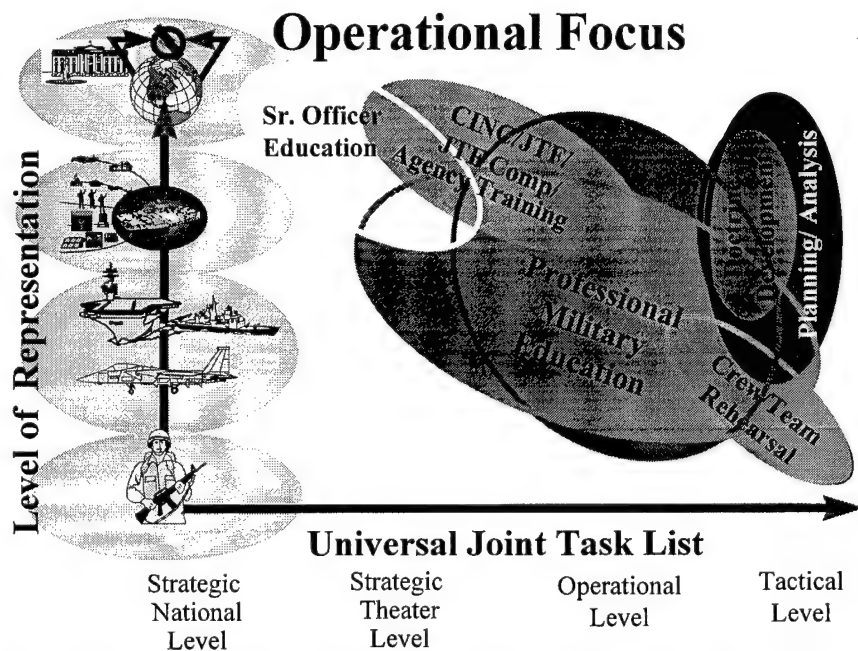 Operational Focus
Level of Representation
Sr. Officer
Education
CINC/JTF/
JTF Comp/
Agency Training
Professional
Military
Education
Doctrine
Development
Planning/ Analysis
Crew/Team
Rehearsal
Universal Joint Task List
Strategic
National
Level
Strategic
Theater
Level
Operational
Level
Tactical
Level